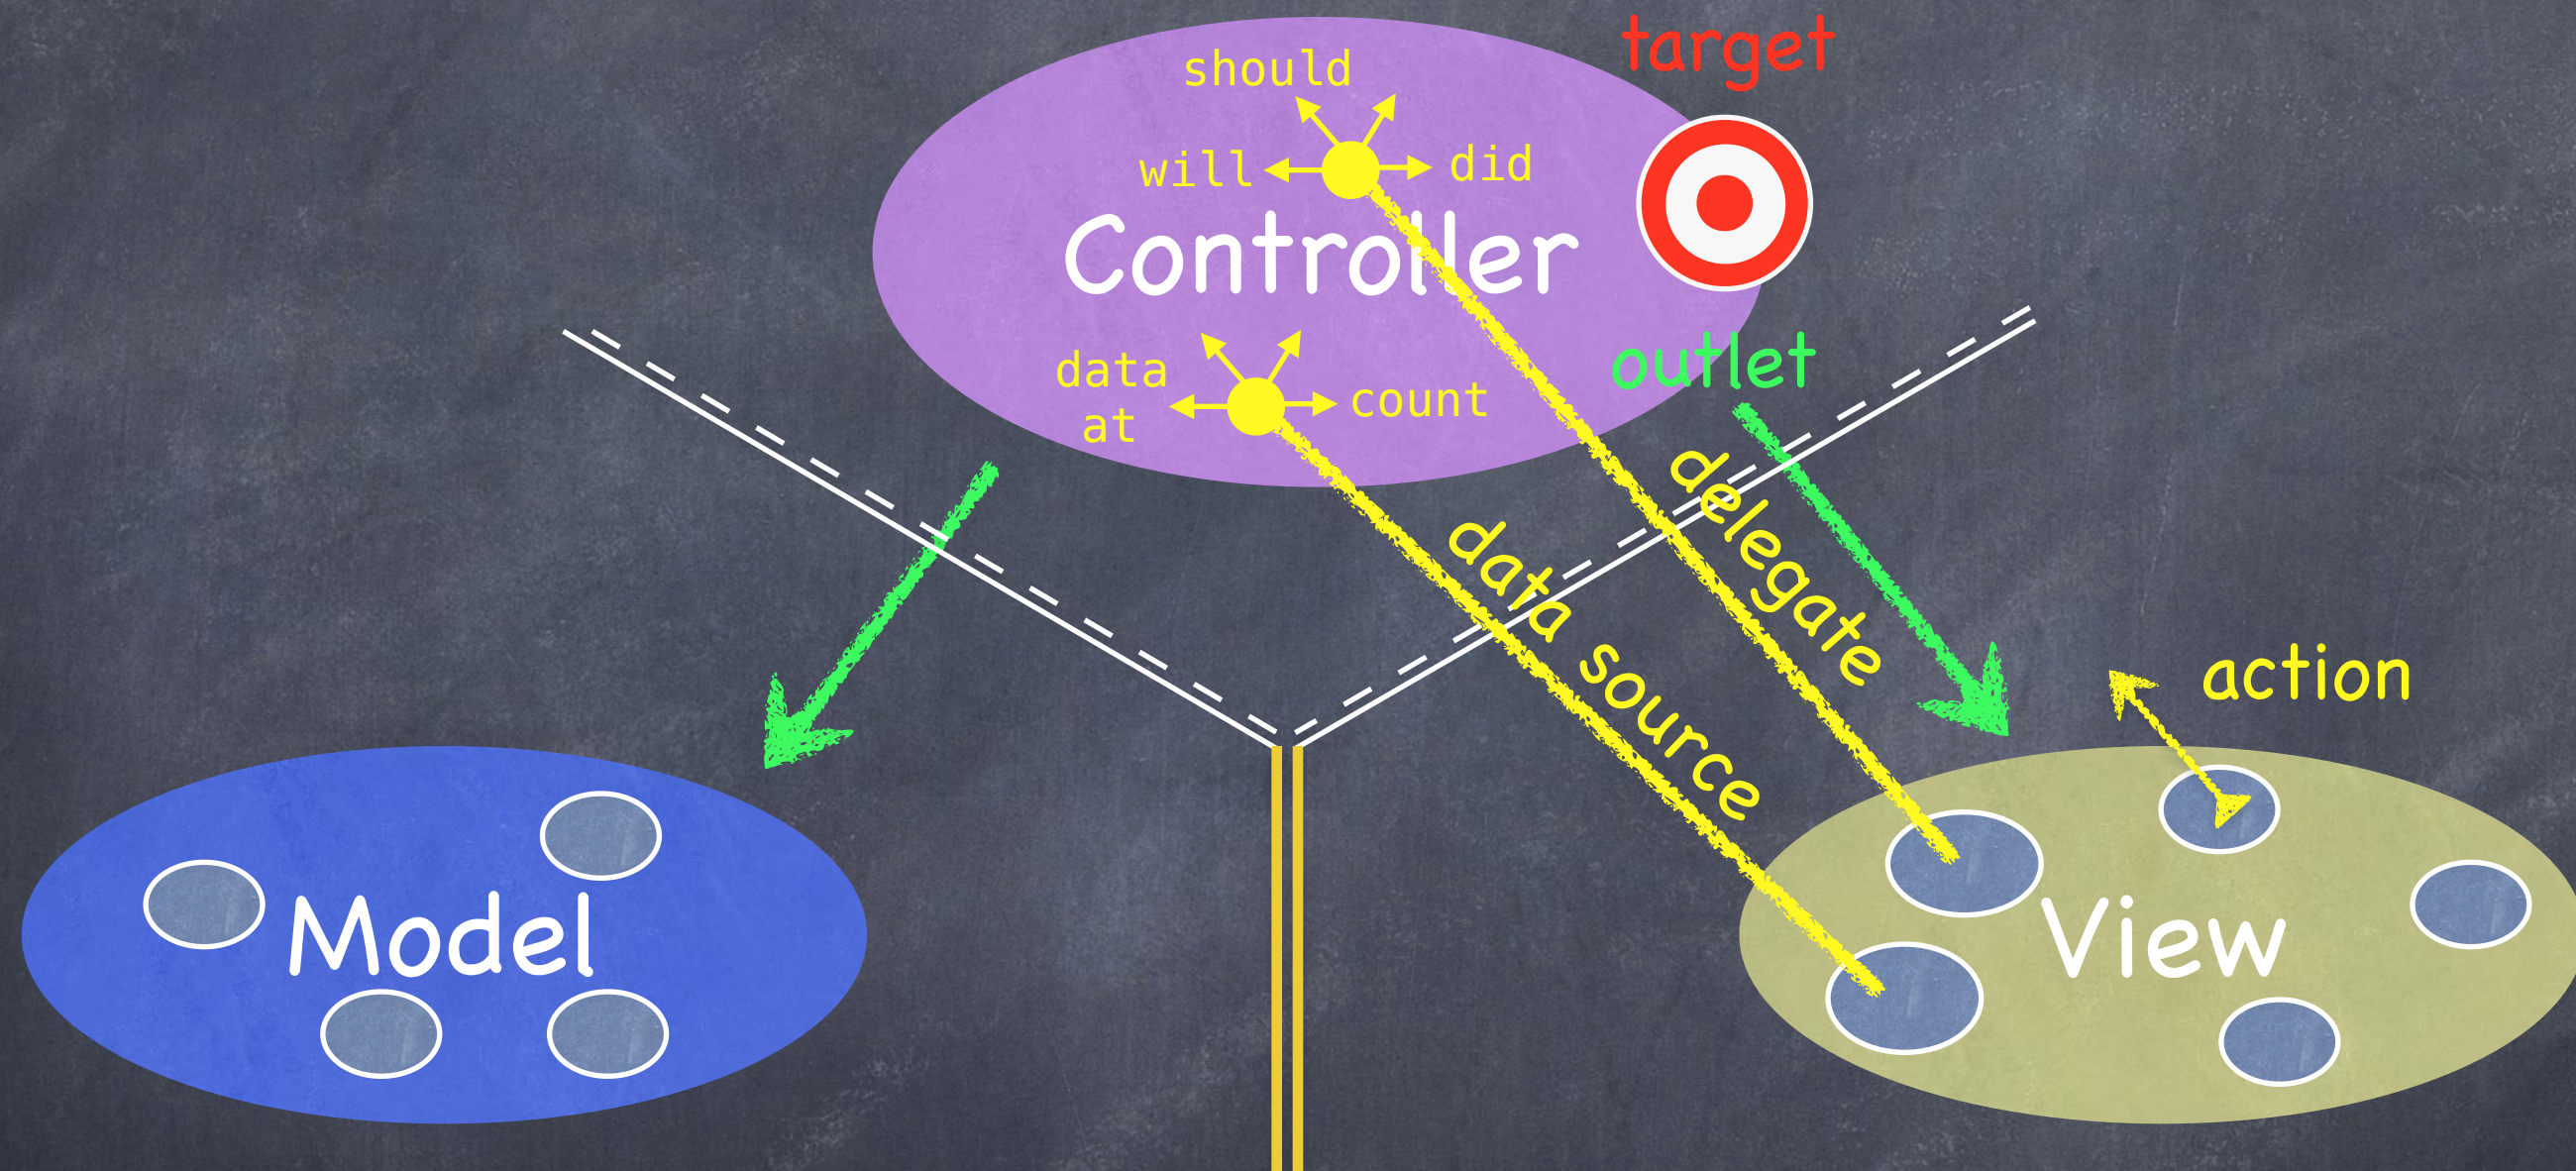 target
should
will
did
Controller
data
at
count
outlet
delegate
data source
action
Model
View